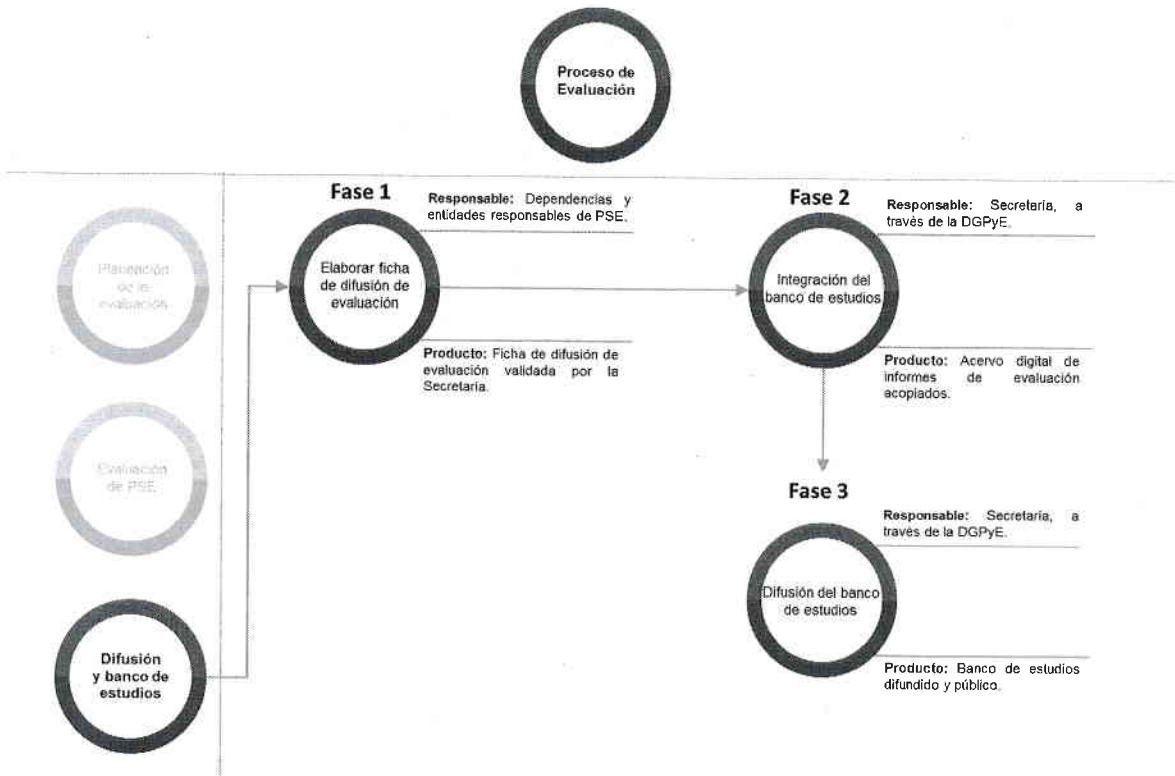 Proceso de
Evaluación
Planeación
de la
evaluación
Evaluación
de PSE
Difusión
y banco de
estudios
Fase 1
Responsable: Dependencias y
entidades responsables de PSE.
Elaborar ficha
de difusión de
evaluación
Producto: Ficha de difusión de
evaluación validada por la
Secretaría.
Fase 2
Responsable: Secretaría, a
través de la DGPyE.
Integración del
banco de estudios
Producto: Acervo digital de
informes de evaluación
acopiados.
Fase 3
Responsable: Secretaría, a
través de la DGPyE.
Difusión del banco
de estudios
Producto: Banco de estudios
difundido y público.